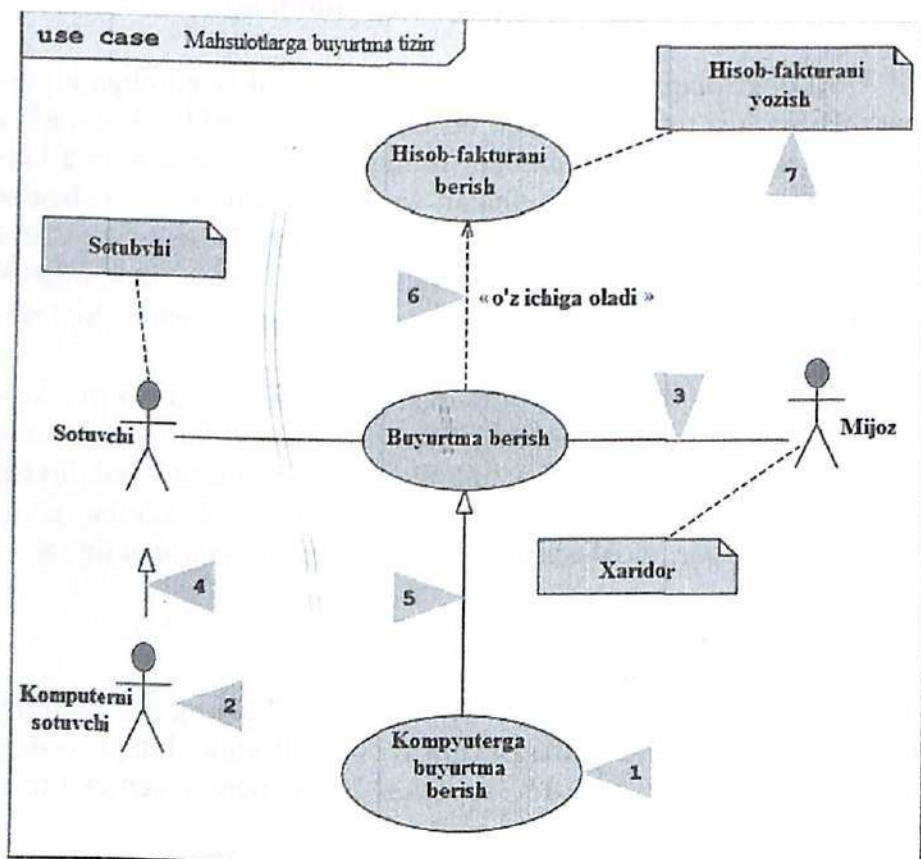 use case Mahsulotlarga buyurtma tizim
Hisob-fakturani
yozish
Hisob-fakturani
berish
7
Sotubvhi
6
«o'z ichiga oladi »
3
Sotuvchi
Buyurtma berish
Mijoz
4
5
Xaridor
Komputerni
sotuvchi
2
Kompyuterga
buyurtma
berish
1